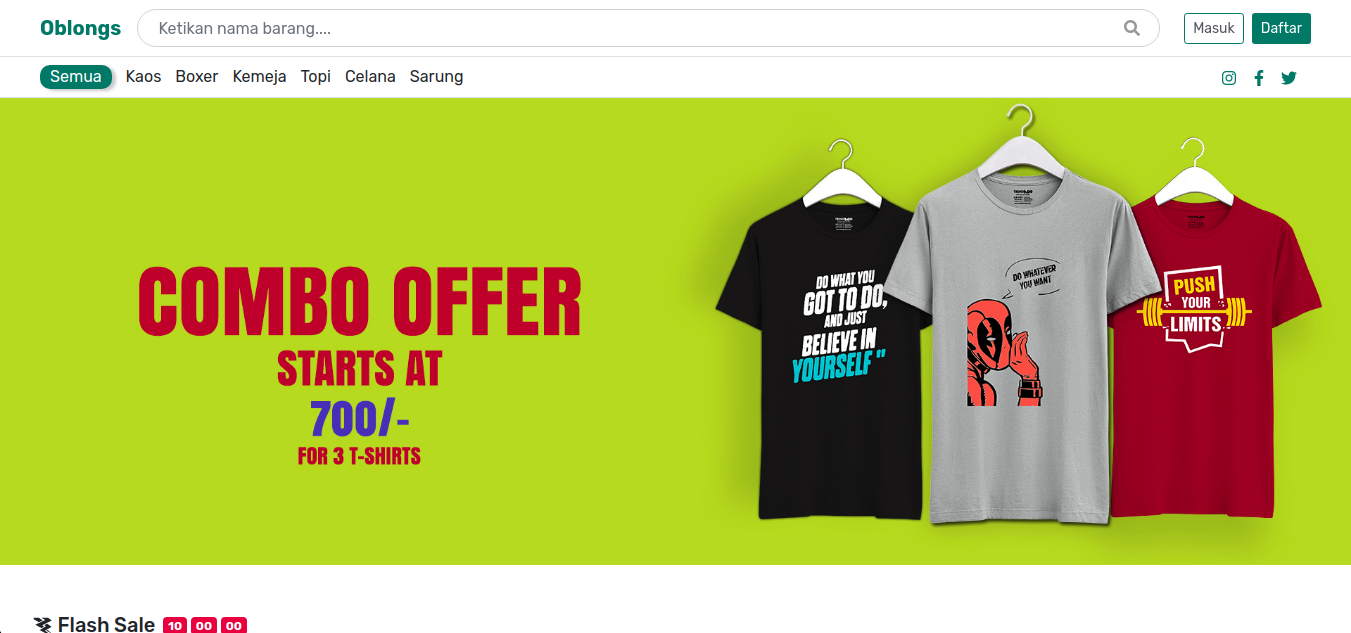 Oblongs
Ketikan nama barang....
Masuk
Daftar
Semua Kaos Boxer Kemeja Topi Celana Sarung
COMBO OFFER
STARTS AT
700/-
FOR 3 T-SHIRTS
DO WHAT YOU
GOT TO DO,
AND JUST
BELIEVE IN
YOURSELF "
DO WHATEVER
YOU WANT
PUSH
YOUR
LIMITS
Flash Sale 10 00 00